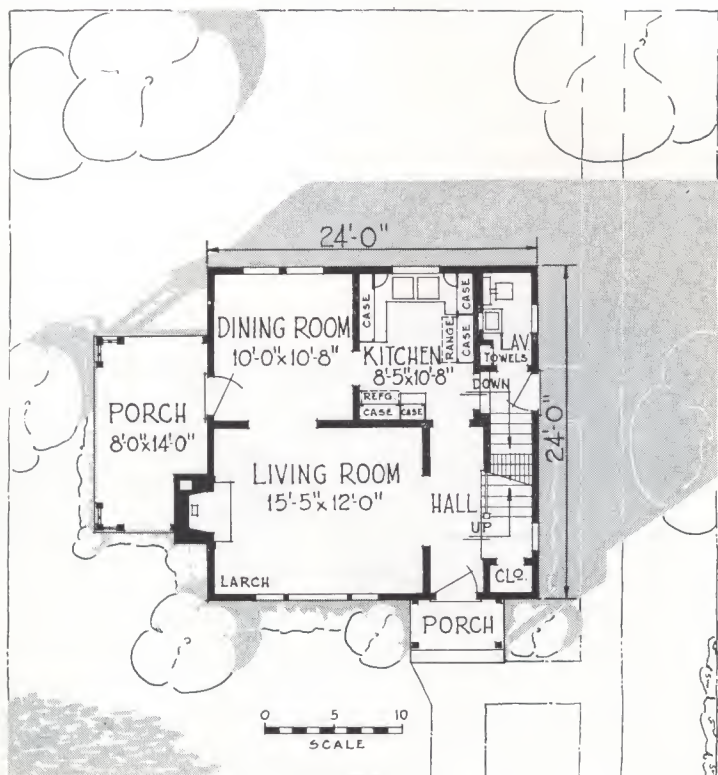 24'-0"
CASE
CASE
DINING ROOM
10'-0"x10'-8"
RANGE
CASE
LAV.
TOWELS
KITCHEN
8'-5"x10'-8"
DOWN
REFG.
CASE
CASE
PORCH
8'-0"x14'-0"
24'-0"
LIVING ROOM
15'-5"x12'-0"
HALL
UP
LARCH
CLO.
PORCH
0 5 10
SCALE